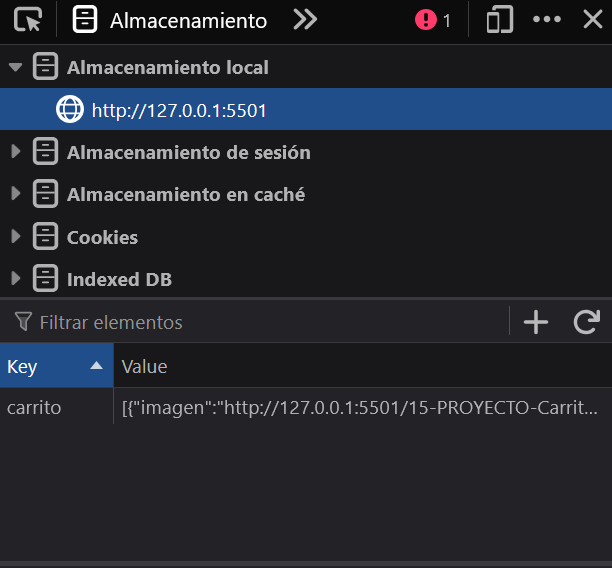 Almacenamiento 1
Almacenamiento local
http://127.0.0.1:5501
Almacenamiento de sesión
Almacenamiento en caché
Cookies
Indexed DB
Filtrar elementos
Key Value
carrito [{"imagen":"http://127.0.0.1:5501/15-PROYECTO-Carrit...